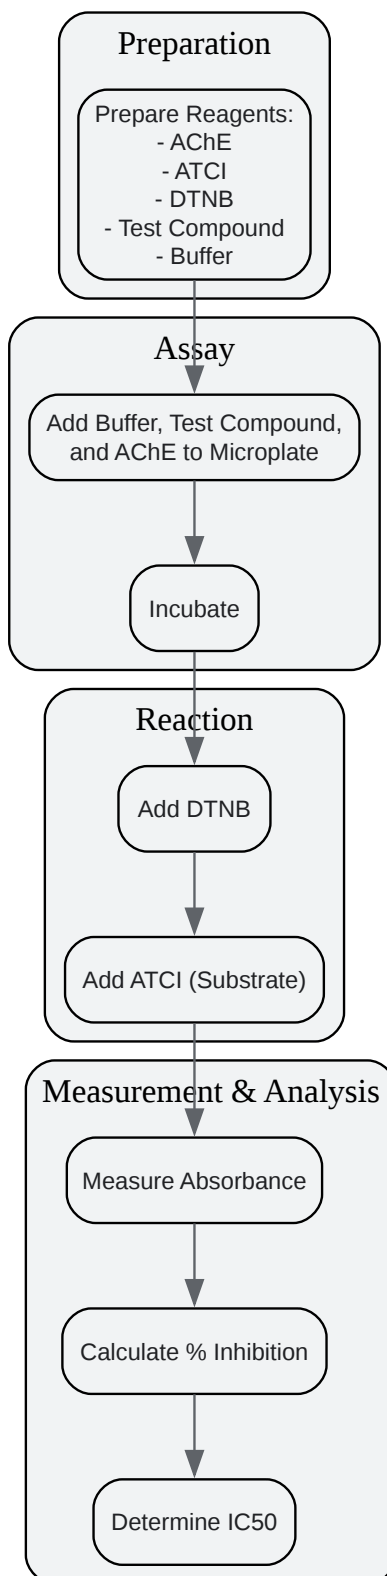 Preparation
Prepare Reagents:
- AChE
- ATCI
- DTNB
- Test Compound
- Buffer
Assay
Add Buffer, Test Compound,
and AChE to Microplate
Incubate
Reaction
Add DTNB
Add ATCI (Substrate)
Measurement & Analysis
Measure Absorbance
Calculate % Inhibition
Determine IC50